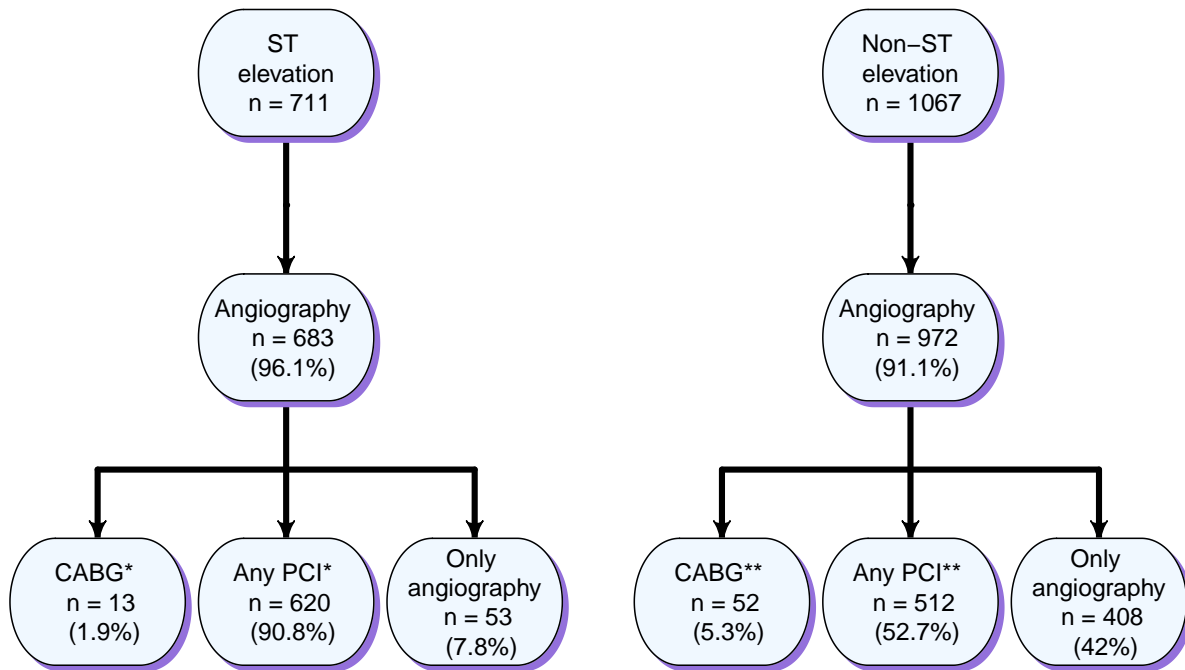 ST
elevation
n = 711
Non−ST
elevation
n = 1067
Angiography
n = 683
(96.1%)
Angiography
n = 972
(91.1%)
CABG*
n = 13
(1.9%)
Any PCI*
n = 620
(90.8%)
Only
angiography
n = 53
(7.8%)
CABG**
n = 52
(5.3%)
Any PCI**
n = 512
(52.7%)
Only
angiography
n = 408
(42%)